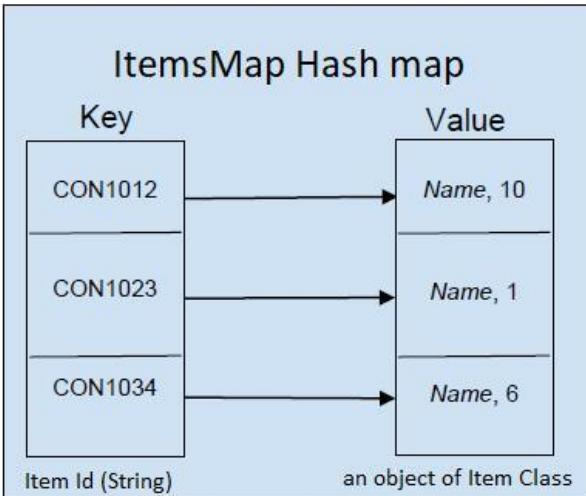 ItemsMap Hash map
Key Value
CON1012 Name, 10
CON1023 Name, 1
CON1034 Name, 6
Item Id (String) an object of Item Class